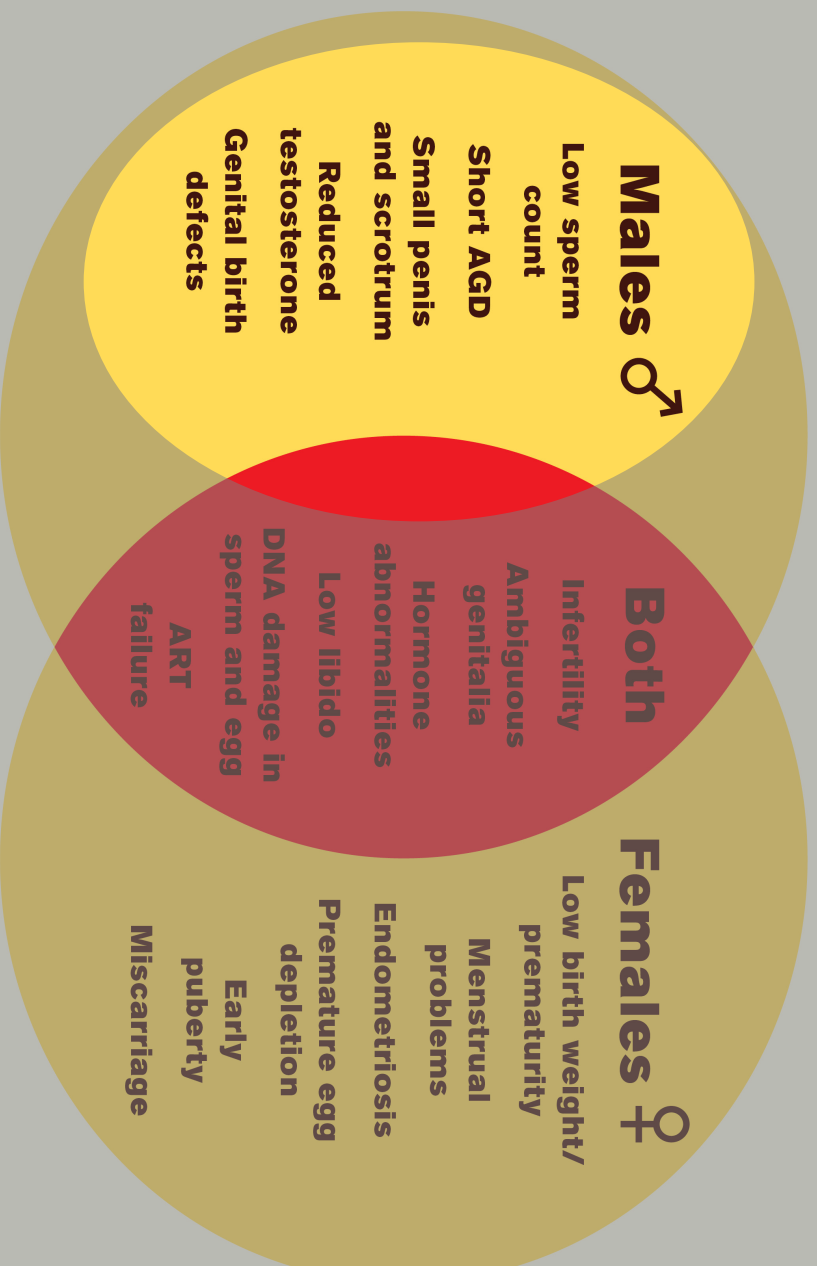 Males ♂
Low sperm
count
Short AGD
Small penis
and scrotrum
Reduced
testosterone
Genital birth
defects
Both
Infertility
Ambiguous
genitalia
Hormone
abnormalities
Low libido
DNA damage in
sperm and egg
ART
failure
Females ♀
Low birth weight/
prematurity
Menstrual
problems
Endometriosis
Premature egg
depletion
Early
puberty
Miscarriage